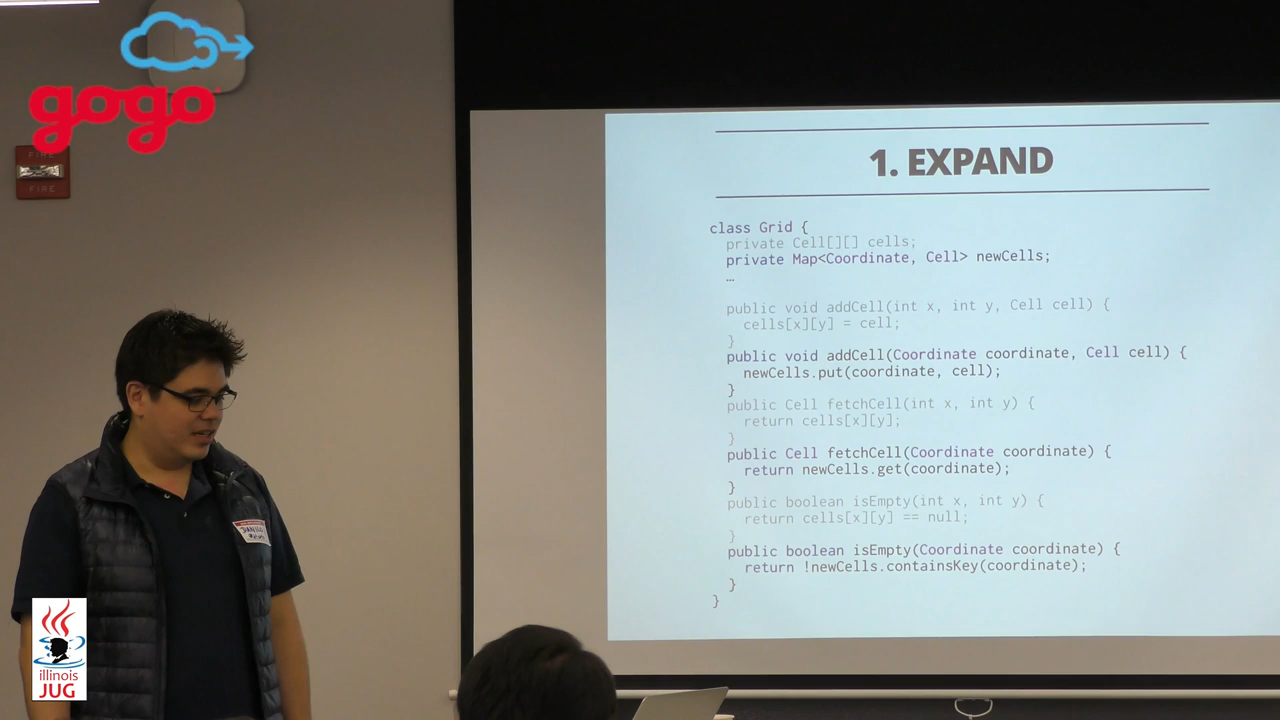 gogo
FIRE
FIRE
1. EXPAND
class Grid {
private Cell[][] cells;
private Map<Coordinate, Cell> newCells;
…
public void addCell(int x, int y, Cell cell) {
cells[x][y] = cell;
}
public void addCell(Coordinate coordinate, Cell cell) {
newCells.put(coordinate, cell);
}
public Cell fetchCell(int x, int y) {
return cells[x][y];
}
public Cell fetchCell(Coordinate coordinate) {
return newCells.get(coordinate);
}
public boolean isEmpty(int x, int y) {
return cells[x][y] == null;
}
public boolean isEmpty(Coordinate coordinate) {
return !newCells.containsKey(coordinate);
}
}
DANILO
illinois
JUG